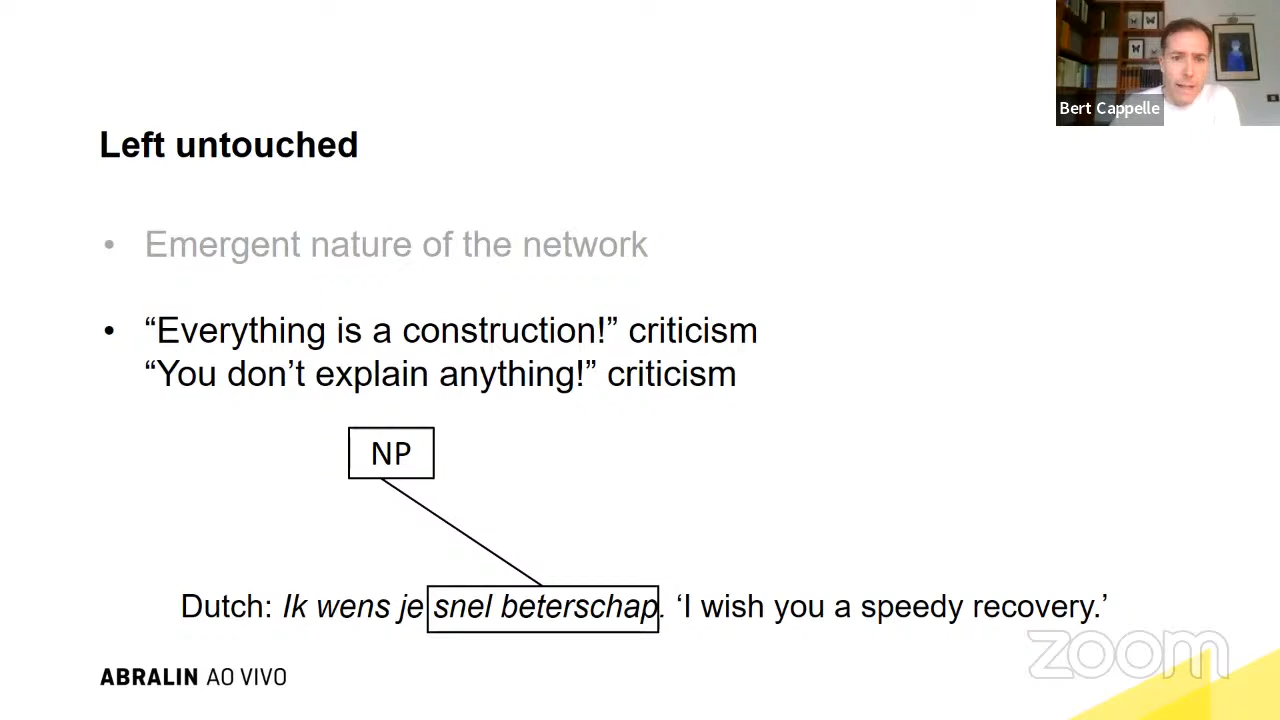 Bert Cappelle
Left untouched
• Emergent nature of the network
• “Everything is a construction!” criticism
“You don’t explain anything!” criticism
NP
Dutch: Ik wens je snel beterschap. ‘I wish you a speedy recovery.’
zoom
ABRALIN AO VIVO